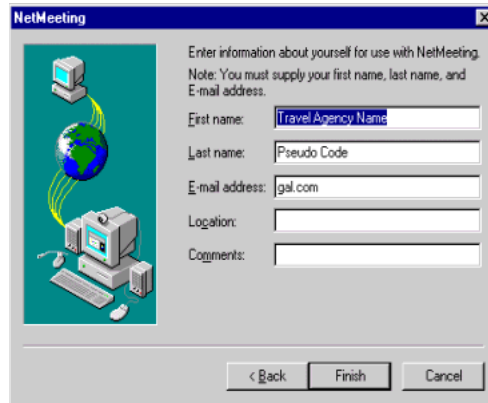 NetMeeting
Enter information about yourself for use with NetMeeting.
Note: You must supply your first name, last name, and
E-mail address.
First name: Travel Agency Name
Last name: Pseudo Code
E-mail address: gal.com
Location:
Comments:
< Back Finish Cancel